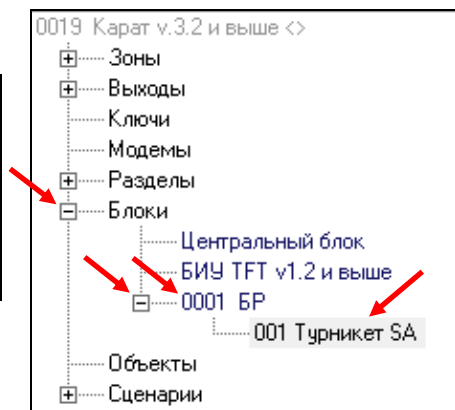 0019 Карат v.3.2 и выше <>
Зоны
Выходы
Ключи
Модемы
Разделы
Блоки
Центральный блок
БИУ TFT v1.2 и выше
0001 БР
001 Турникет SA
Объекты
Сценарии